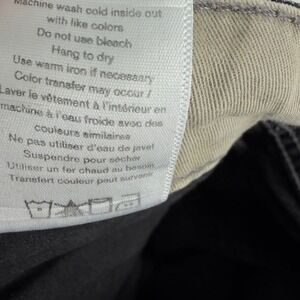 Machine wash cold inside out
with like colors
Do not use bleach
Hang to dry
Use warm iron if necessary
Color transfer may occur /
Laver le vêtement à l'intérieur en
machine à l'eau froide avec des
couleurs similaires
Ne pas utiliser d'eau de javel
Suspendre pour sécher
Utiliser un fer chaud au besoin
Transfert couleur peut survenir